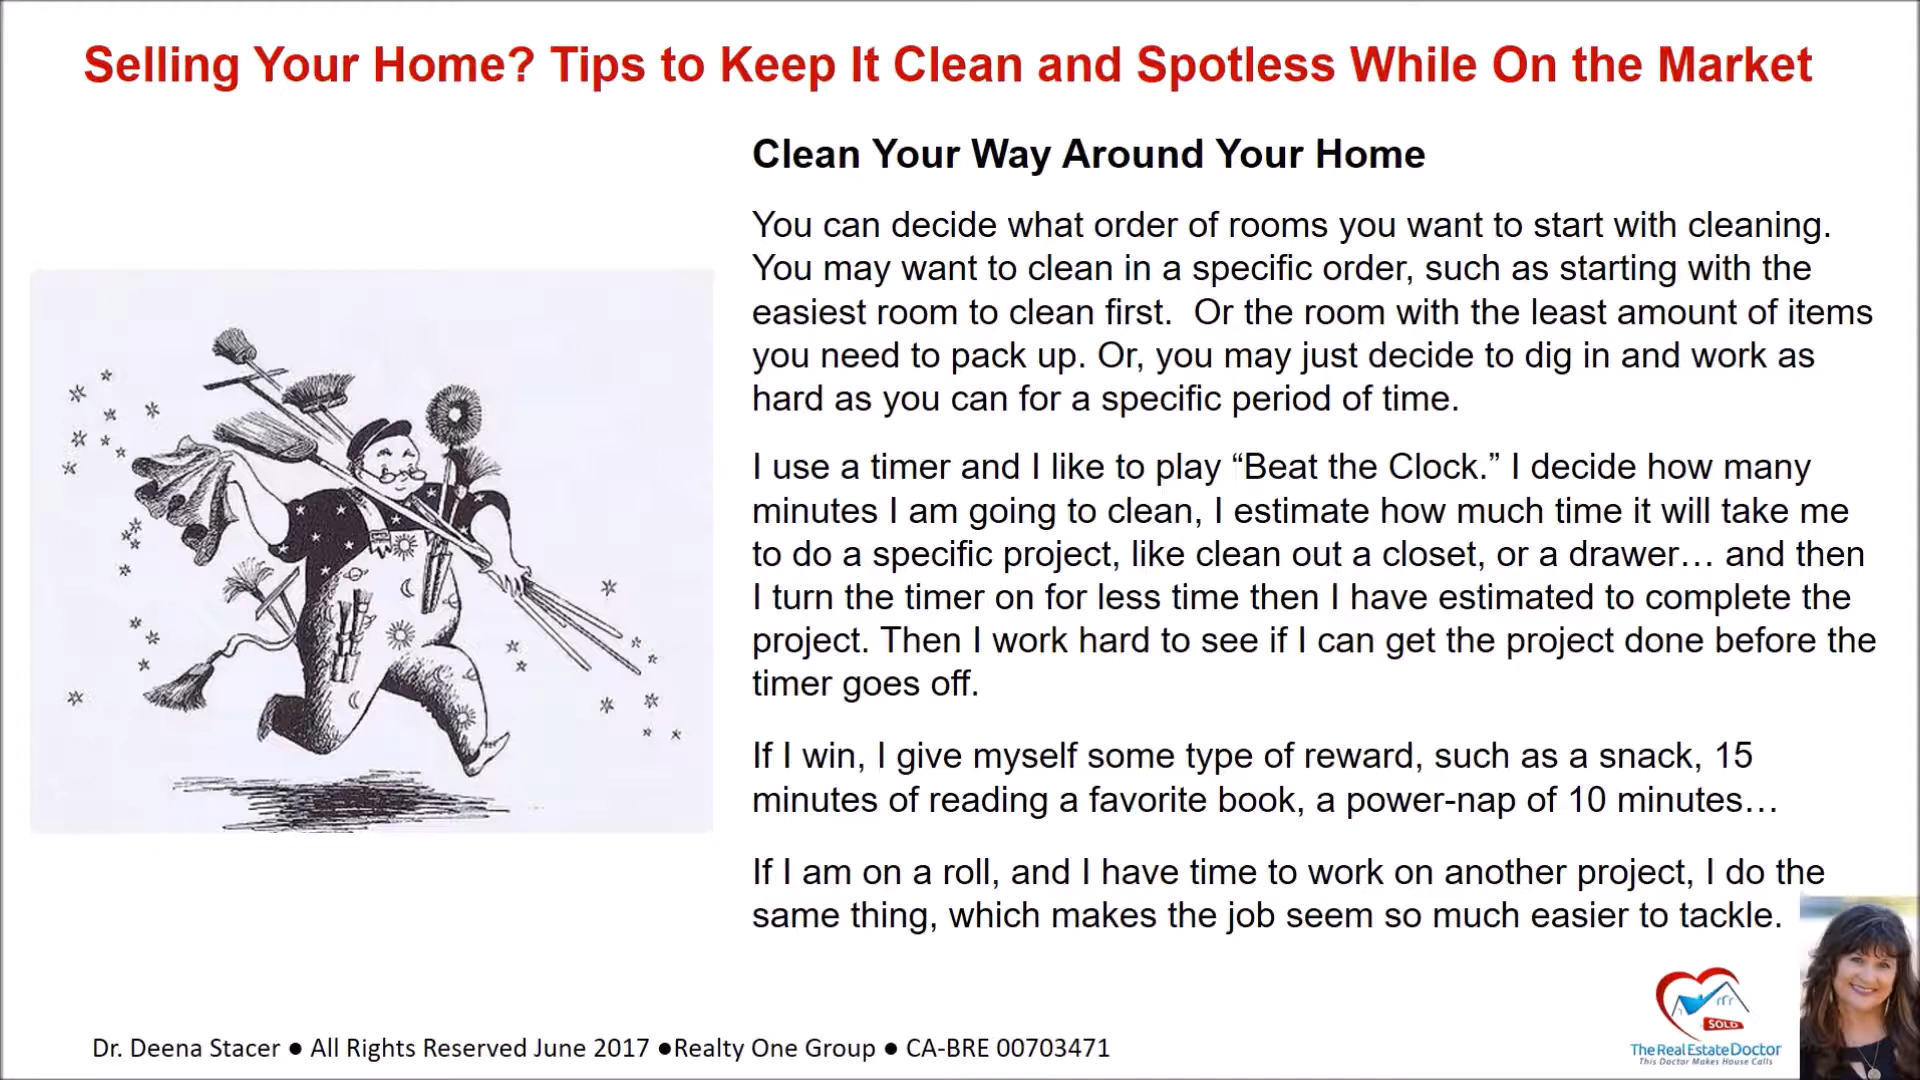 Selling Your Home? Tips to Keep It Clean and Spotless While On the Market
Clean Your Way Around Your Home
You can decide what order of rooms you want to start with cleaning.
You may want to clean in a specific order, such as starting with the
easiest room to clean first.  Or the room with the least amount of items
you need to pack up. Or, you may just decide to dig in and work as
hard as you can for a specific period of time.
I use a timer and I like to play “Beat the Clock.” I decide how many
minutes I am going to clean, I estimate how much time it will take me
to do a specific project, like clean out a closet, or a drawer… and then
I turn the timer on for less time then I have estimated to complete the
project. Then I work hard to see if I can get the project done before the
timer goes off.
If I win, I give myself some type of reward, such as a snack, 15
minutes of reading a favorite book, a power-nap of 10 minutes…
If I am on a roll, and I have time to work on another project, I do the
same thing, which makes the job seem so much easier to tackle.
SOLD
TheRealEstateDoctor
This Doctor Makes House Calls
Dr. Deena Stacer ● All Rights Reserved June 2017 ●Realty One Group ● CA-BRE 00703471